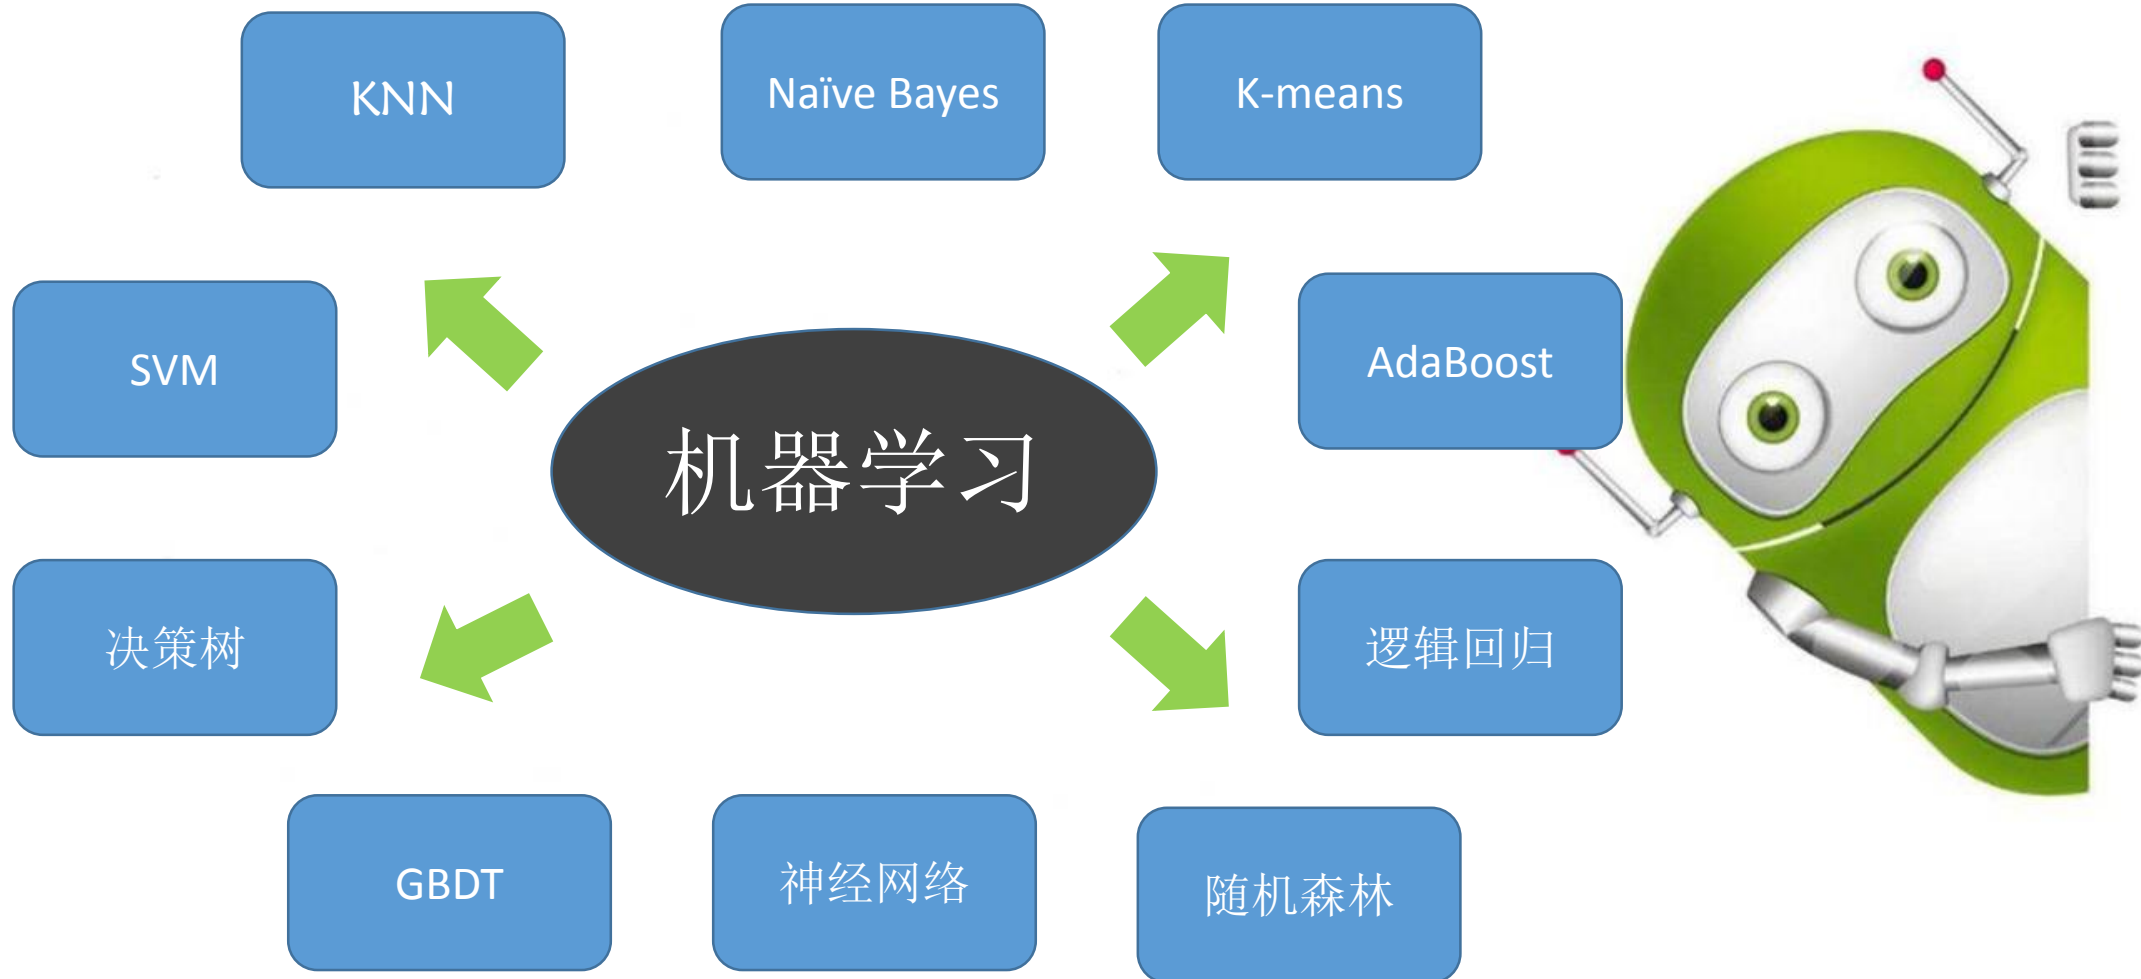 KNN
Naïve Bayes
K-means
SVM
AdaBoost
机器学习
决策树
逻辑回归
GBDT
神经网络
随机森林